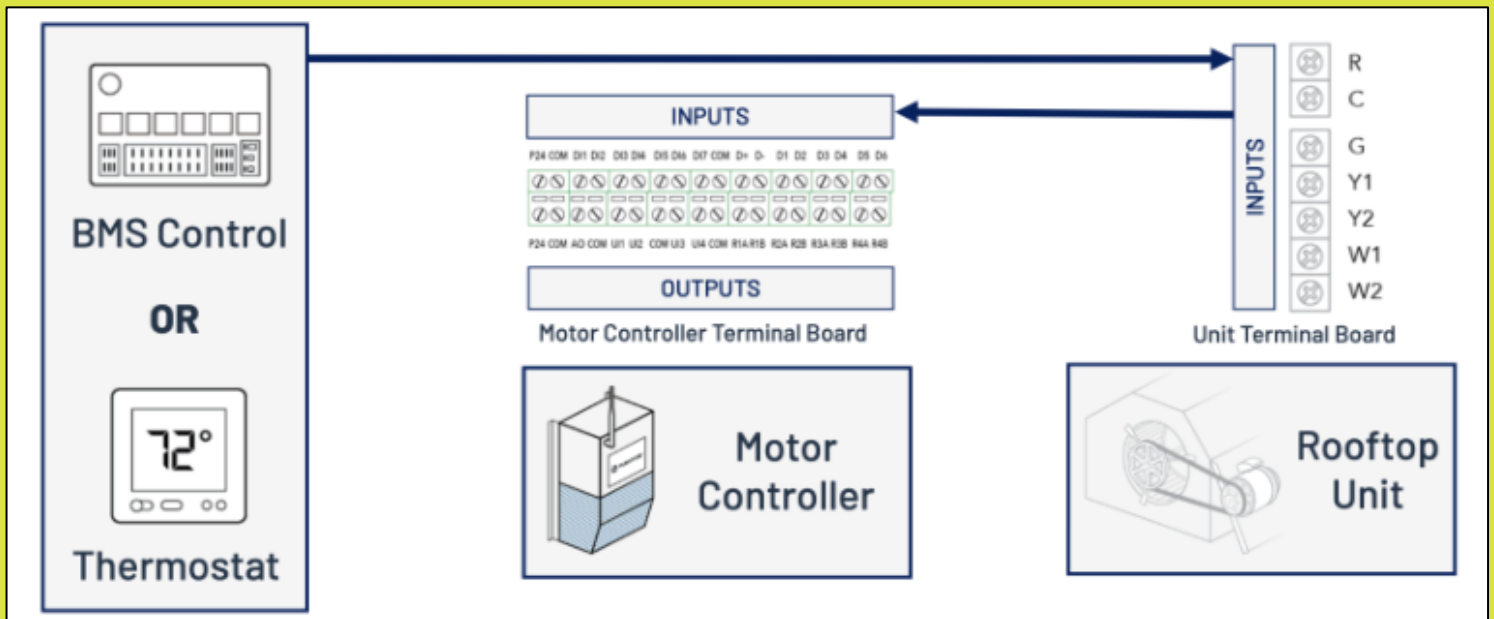 BMS Control
OR
72°
Thermostat
INPUTS
P24 COM DI1 DI2 DI3 DI4 DI5 DI6 DI7 COM D+ D- D1 D2 D3 D4 D5 D6
P24 COM AO COM UI1 UI2 COM UI3 UI4 COM R1A R1B R2A R2B R3A R3B R4A R4B
OUTPUTS
Motor Controller Terminal Board
Motor
Controller
INPUTS
R
C
G
Y1
Y2
W1
W2
Unit Terminal Board
Rooftop
Unit